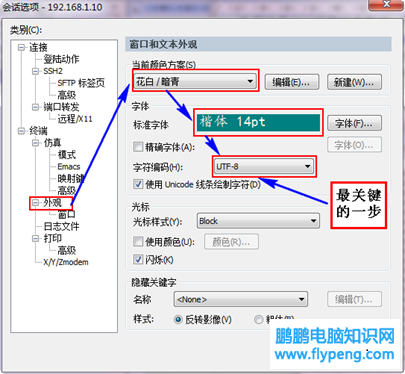 会话选项 - 192.168.1.10
类别(C):
连接
登陆动作
SSH2
SFTP 标签页
高级
端口转发
远程/X11
终端
仿真
模式
Emacs
映射键
高级
外观
窗口
日志文件
打印
高级
X/Y/Zmodem
窗口和文本外观
当前颜色方案(S)
花白 / 暗青
编辑(E)...
新建(W)...
字体
标准字体
楷体 14pt
字体(F)...
精确字体(A):
字体(O)...
字符编码(H):
UTF-8
使用 Unicode 线条绘制字符(D)
最关键
的一步
光标
光标样式(Y):
Block
使用颜色(U):
颜色(R)...
闪烁(K)
隐藏关键字
名称
<None>
编辑(T)...
样式:
反转影像(V)
粗体
鹏鹏电脑知识网
www.flypeng.com